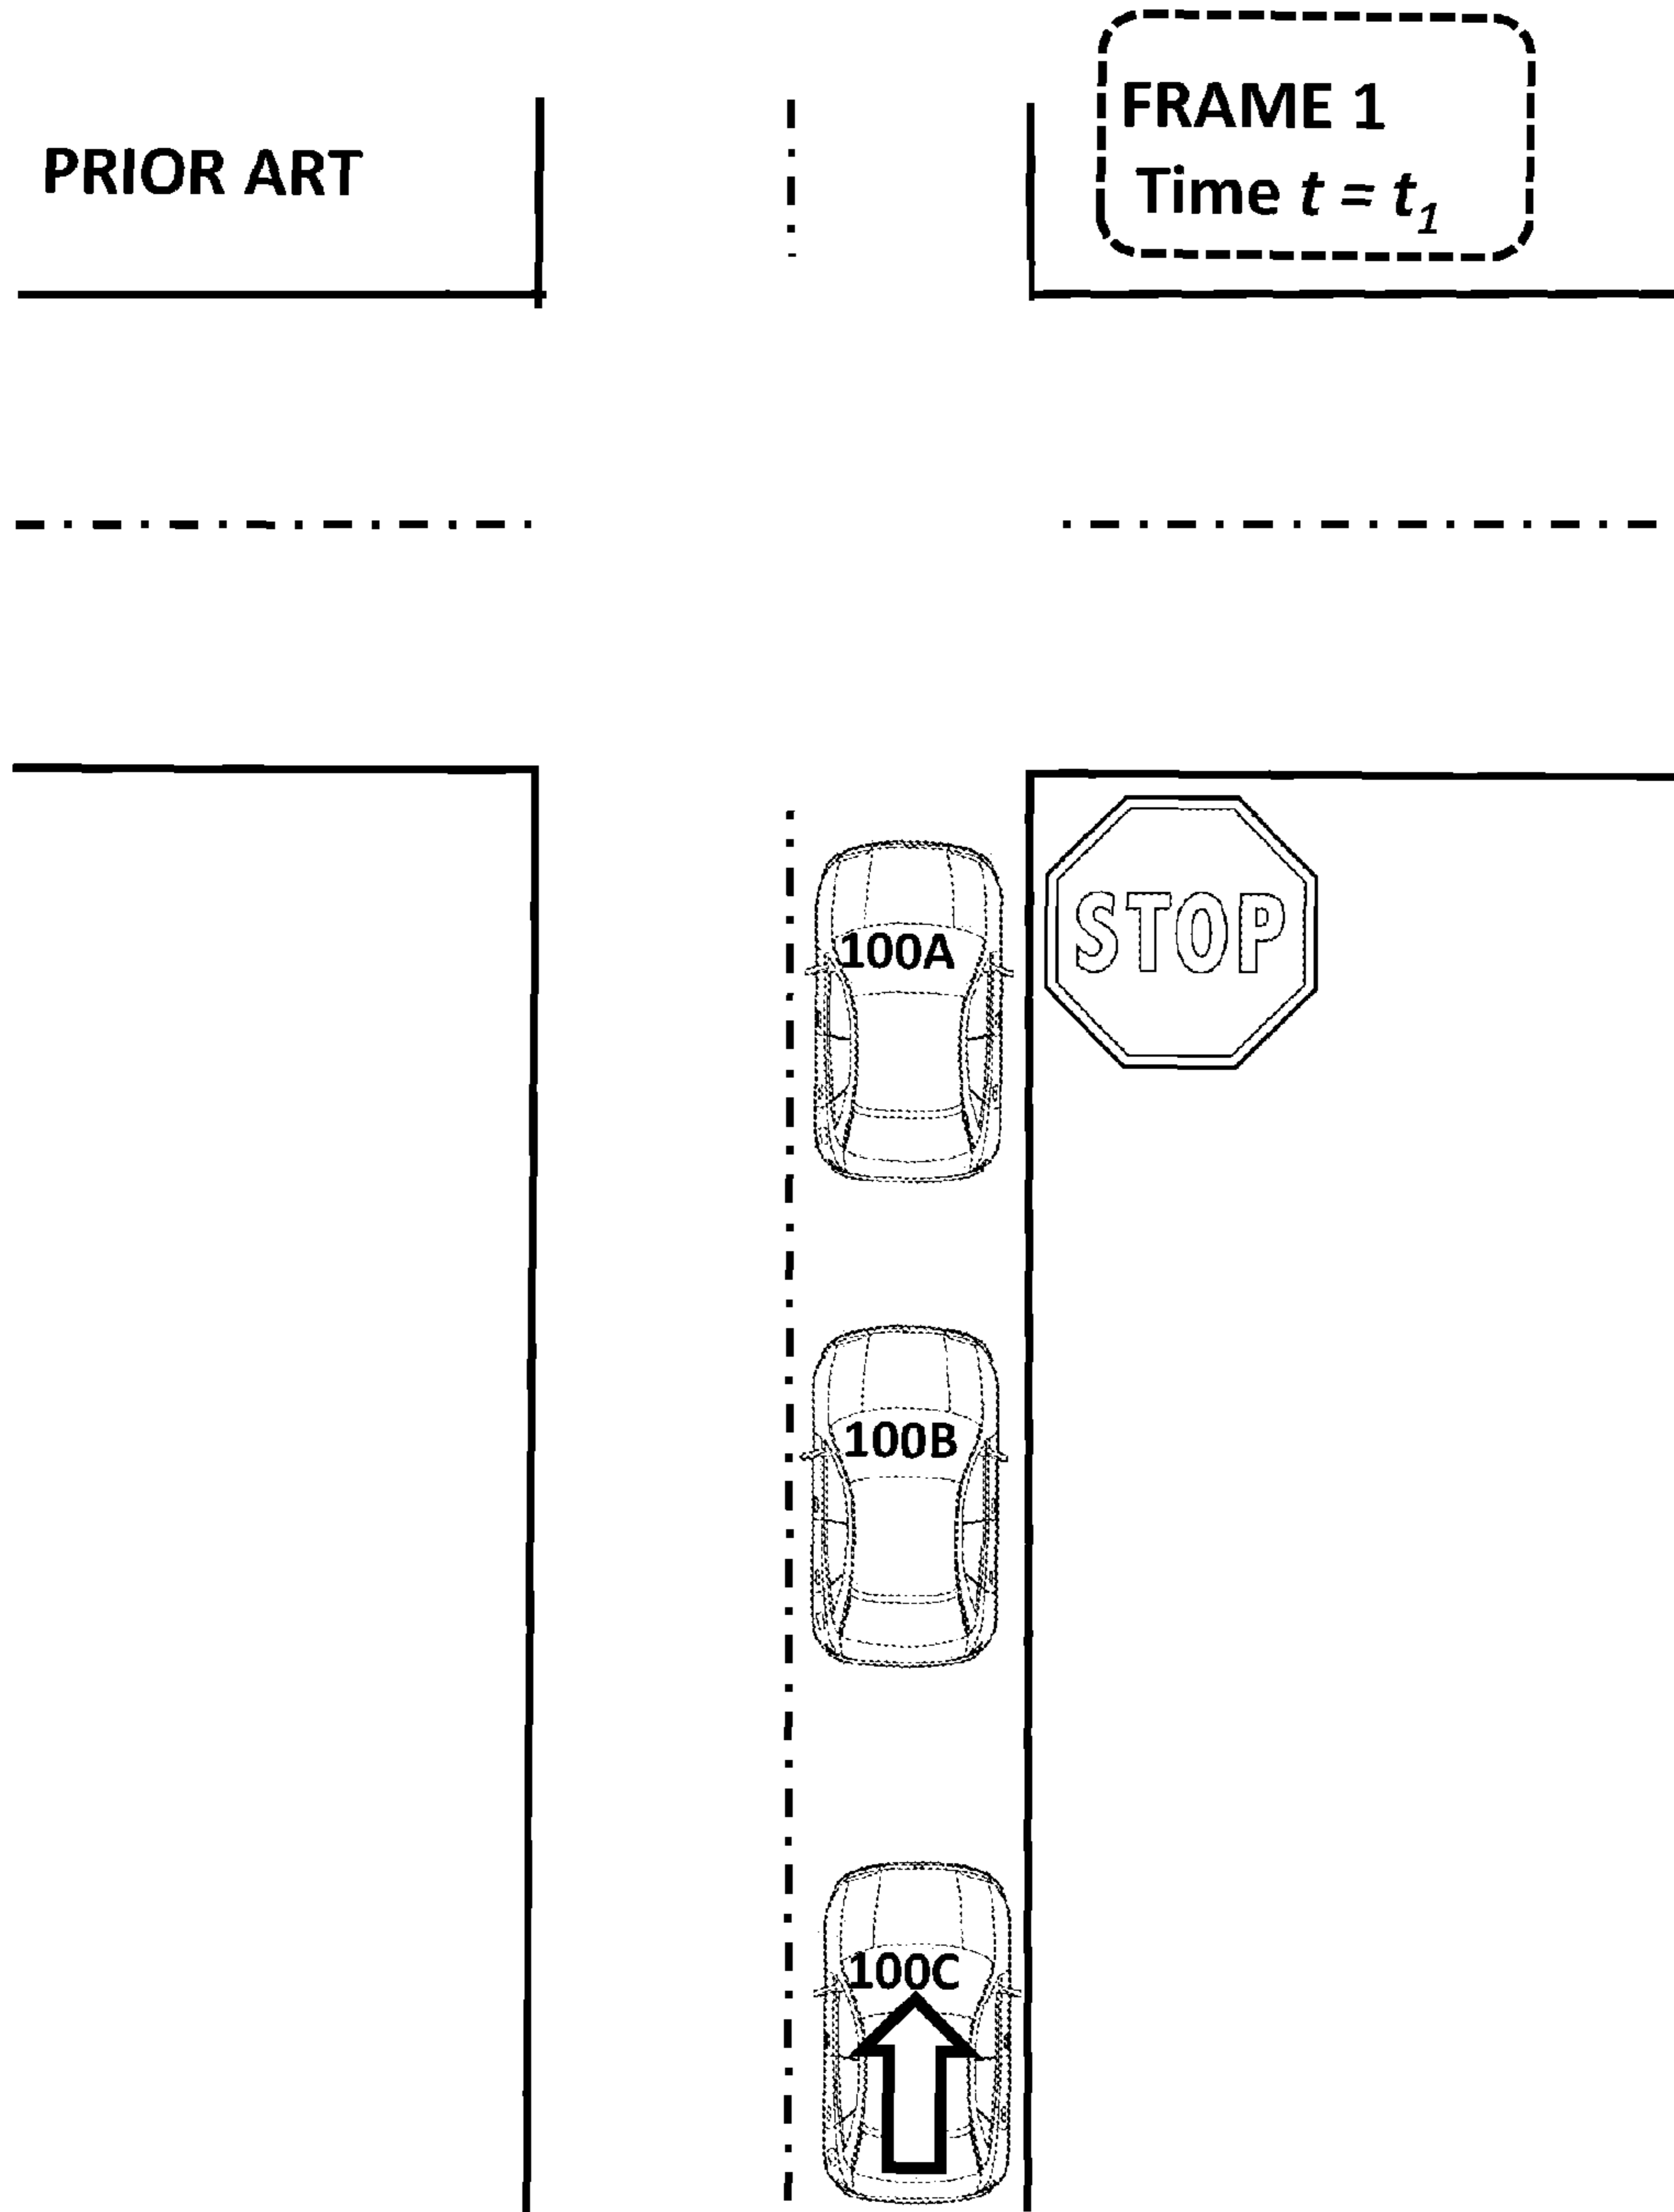 PRIOR ART
FRAME 1
Time t = t₁
STOP
100A
100B
100C